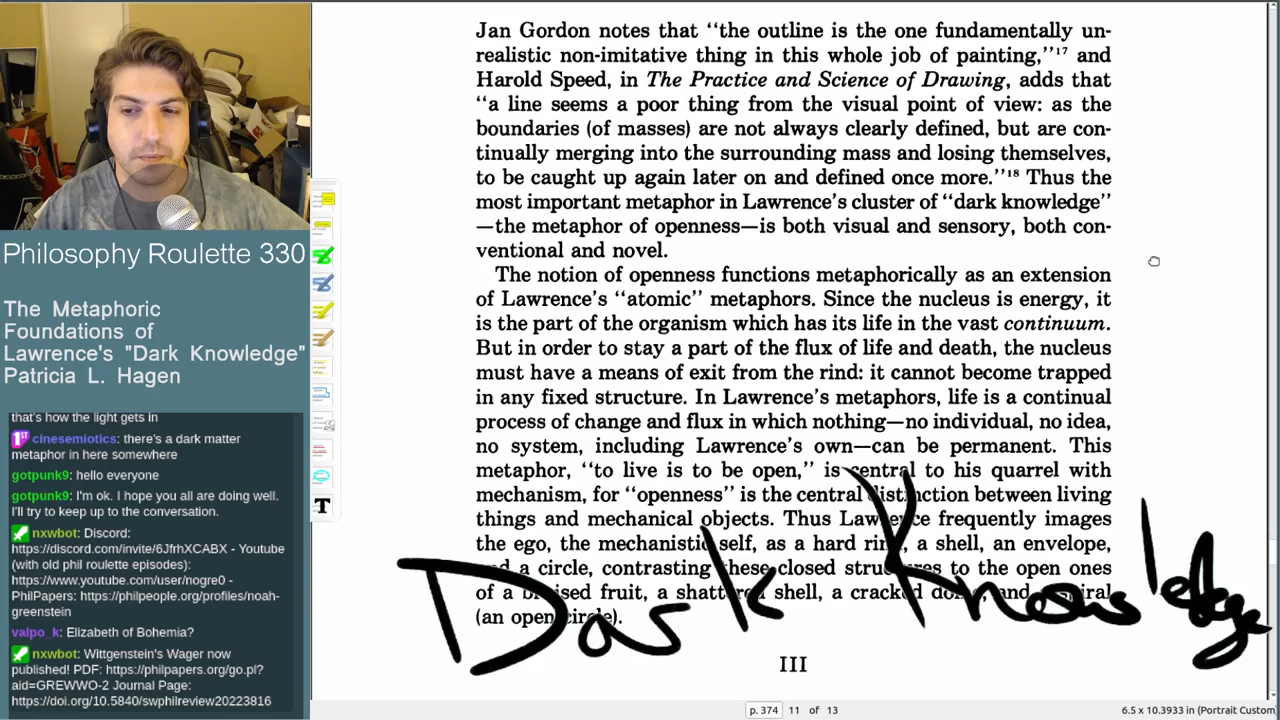 Jan Gordon notes that “the outline is the one fundamentally un-
realistic non-imitative thing in this whole job of painting,”¹⁷ and
Harold Speed, in The Practice and Science of Drawing, adds that
“a line seems a poor thing from the visual point of view: as the
boundaries (of masses) are not always clearly defined, but are con-
tinually merging into the surrounding mass and losing themselves,
to be caught up again later on and defined once more.”¹⁸ Thus the
most important metaphor in Lawrence’s cluster of “dark knowledge”
—the metaphor of openness—is both visual and sensory, both con-
ventional and novel.
The notion of openness functions metaphorically as an extension
of Lawrence’s “atomic” metaphors. Since the nucleus is energy, it
is the part of the organism which has its life in the vast continuum.
But in order to stay a part of the flux of life and death, the nucleus
must have a means of exit from the rind: it cannot become trapped
in any fixed structure. In Lawrence’s metaphors, life is a continual
process of change and flux in which nothing—no individual, no idea,
no system, including Lawrence’s own—can be permanent. This
metaphor, “to live is to be open,” is central to his quarrel with
mechanism, for “openness” is the central distinction between living
things and mechanical objects. Thus Lawrence frequently images
the ego, the mechanistic self, as a hard rind, a shell, an envelope,
and a circle, contrasting these closed structures to the open ones
of a bruised fruit, a shattered shell, a cracked dome, and a spiral
(an open circle).
Dark Knowledge
III
p. 374 11 of 13
6.5 x 10.3933 in (Portrait Custom
Philosophy Roulette 330
The Metaphoric
Foundations of
Lawrence's "Dark Knowledge"
Patricia L. Hagen
that's how the light gets in
cinesemiotics: there's a dark matter
metaphor in here somewhere
gotpunk9: hello everyone
gotpunk9: I'm ok. I hope you all are doing well.
I'll try to keep up to the conversation.
nxwbot: Discord:
https://discord.com/invite/6JfrhXCABX - Youtube
(with old phil roulette episodes):
https://www.youtube.com/user/nogre0 -
PhilPapers: https://philpeople.org/profiles/noah-
greenstein
valpo_k: Elizabeth of Bohemia?
nxwbot: Wittgenstein's Wager now
published! PDF: https://philpapers.org/go.pl?
aid=GREWWO-2 Journal Page:
https://doi.org/10.5840/swphilreview20223816
T